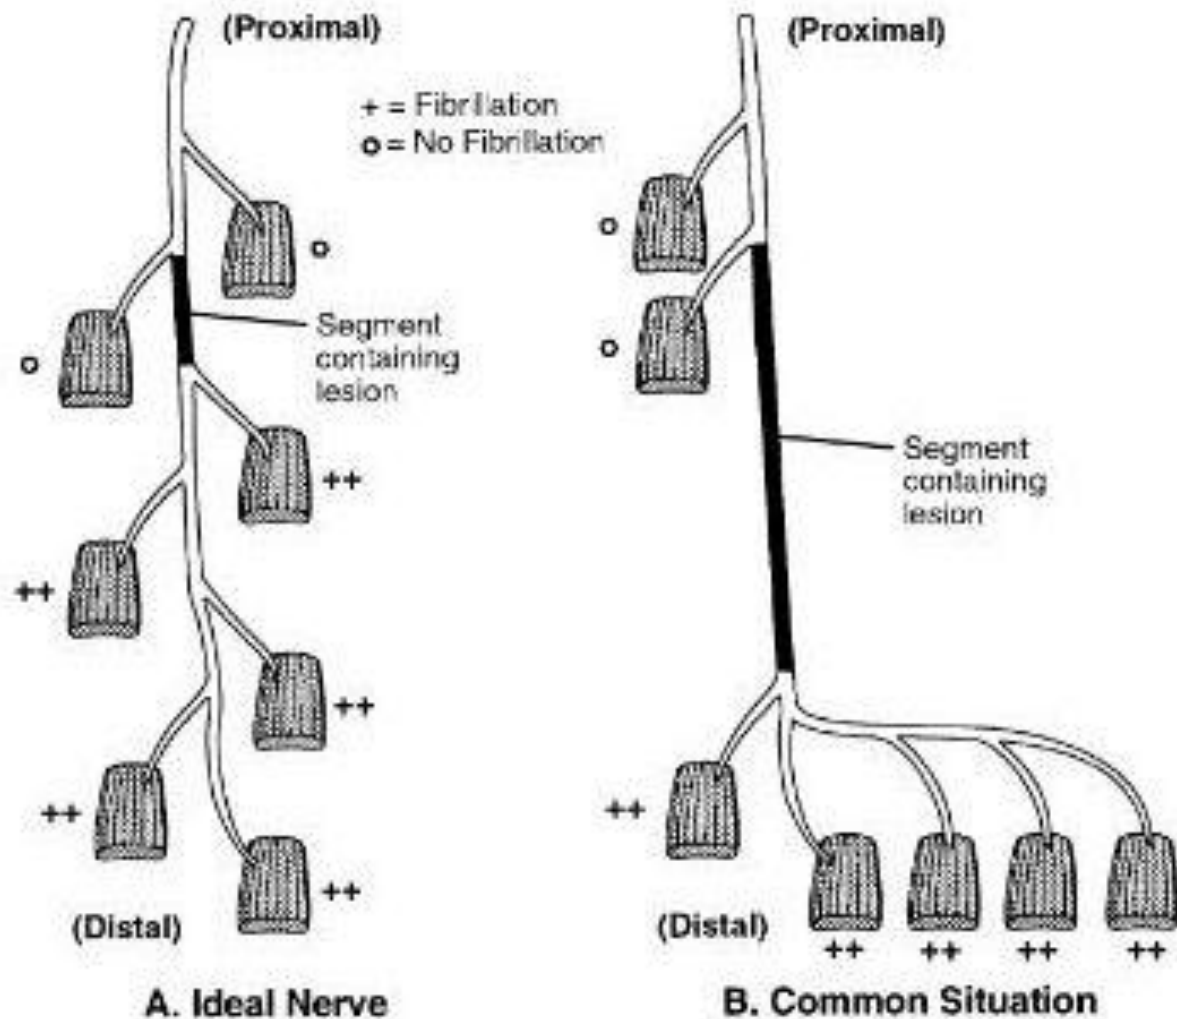 (Proximal)
+ = Fibrillation
o = No Fibrillation
o
o
Segment
containing
lesion
++
++
++
++
++
(Distal)
A. Ideal Nerve
(Proximal)
o
o
Segment
containing
lesion
++
(Distal)
++ ++ ++ ++
B. Common Situation